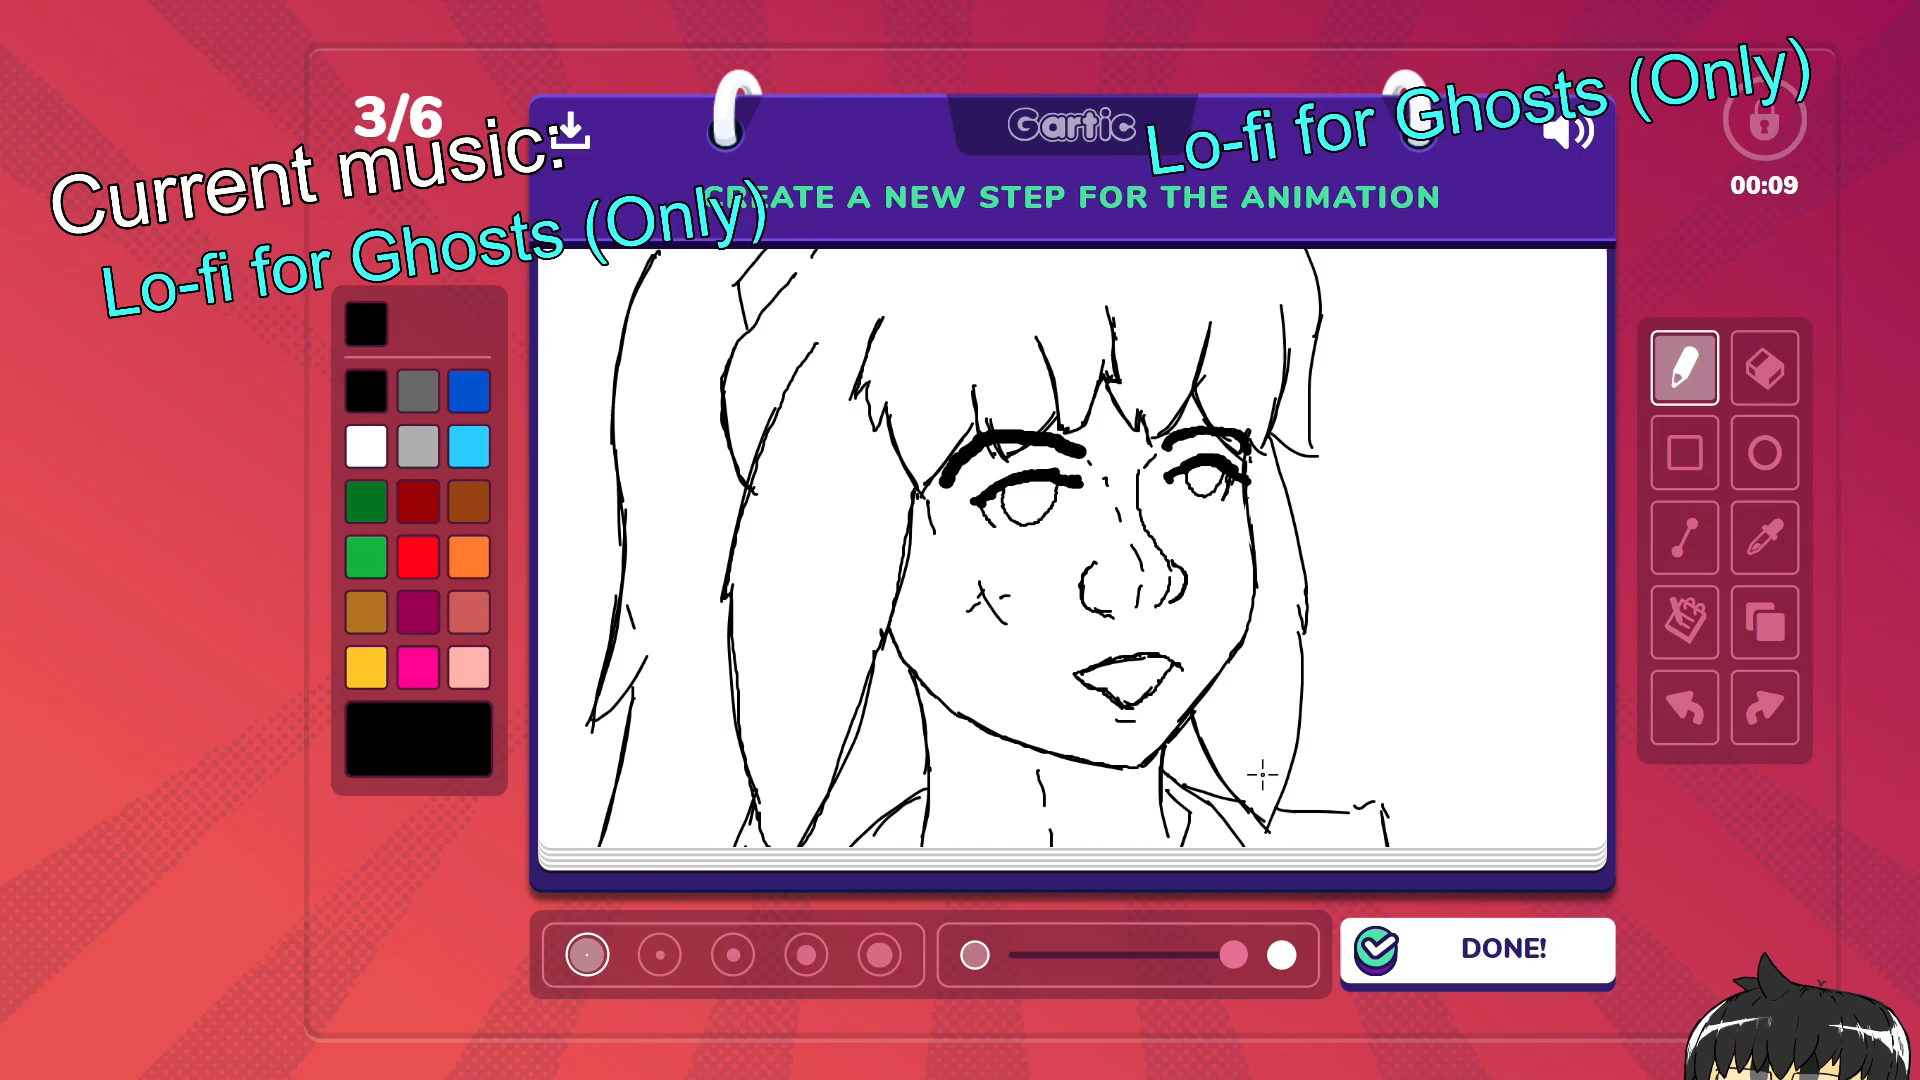 3/6
Current music:
Lo-fi for Ghosts (Only)
Gartic
Lo-fi for Ghosts (Only)
CREATE A NEW STEP FOR THE ANIMATION
00:09
DONE!